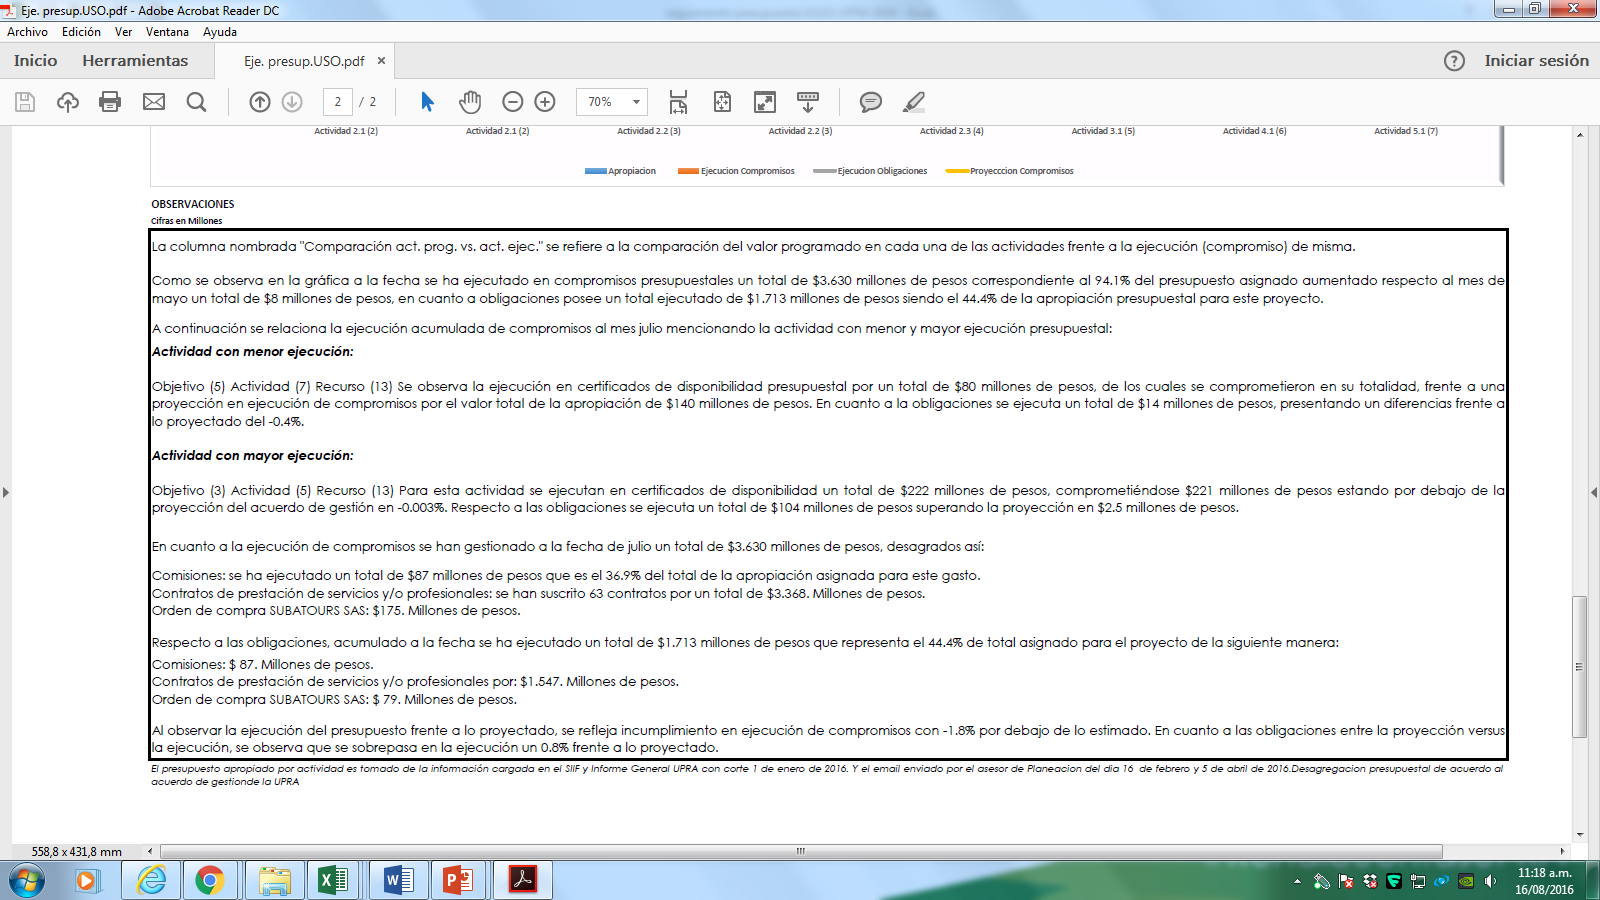 Eje. presup.USO.pdf - Adobe Acrobat Reader DC
Archivo Edición Ver Ventana Ayuda
Inicio Herramientas Eje. presup.USO.pdf × ? Iniciar sesión
2 / 2 70%
Actividad 2.1 (2) Actividad 2.1 (2) Actividad 2.2 (3) Actividad 2.2 (3) Actividad 2.3 (4) Actividad 3.1 (5) Actividad 4.1 (6) Actividad 5.1 (7)
Apropiacion Ejecucion Compromisos Ejecucion Obligaciones Proyecccion Compromisos
OBSERVACIONES
Cifras en Millones
La columna nombrada "Comparación act. prog. vs. act. ejec." se refiere a la comparación del valor programado en cada una de las actividades frente a la ejecución (compromiso) de misma.
Como se observa en la gráfica a la fecha se ha ejecutado en compromisos presupuestales un total de $3.630 millones de pesos correspondiente al 94.1% del presupuesto asignado aumentado respecto al mes de
mayo un total de $8 millones de pesos, en cuanto a obligaciones posee un total ejecutado de $1.713 millones de pesos siendo el 44.4% de la apropiación presupuestal para este proyecto.
A continuación se relaciona la ejecución acumulada de compromisos al mes julio mencionando la actividad con menor y mayor ejecución presupuestal:
Actividad con menor ejecución:
Objetivo (5) Actividad (7) Recurso (13) Se observa la ejecución en certificados de disponibilidad presupuestal por un total de $80 millones de pesos, de los cuales se comprometieron en su totalidad, frente a una
proyección en ejecución de compromisos por el valor total de la apropiación de $140 millones de pesos. En cuanto a la obligaciones se ejecuta un total de $14 millones de pesos, presentando un diferencias frente a
lo proyectado del -0.4%.
Actividad con mayor ejecución:
Objetivo (3) Actividad (5) Recurso (13) Para esta actividad se ejecutan en certificados de disponibilidad un total de $222 millones de pesos, comprometiéndose $221 millones de pesos estando por debajo de la
proyección del acuerdo de gestión en -0.003%. Respecto a las obligaciones se ejecuta un total de $104 millones de pesos superando la proyección en $2.5 millones de pesos.
En cuanto a la ejecución de compromisos se han gestionado a la fecha de julio un total de $3.630 millones de pesos, desagrados así:
Comisiones: se ha ejecutado un total de $87 millones de pesos que es el 36.9% del total de la apropiación asignada para este gasto.
Contratos de prestación de servicios y/o profesionales: se han suscrito 63 contratos por un total de $3.368. Millones de pesos.
Orden de compra SUBATOURS SAS: $175. Millones de pesos.
Respecto a las obligaciones, acumulado a la fecha se ha ejecutado un total de $1.713 millones de pesos que representa el 44.4% de total asignado para el proyecto de la siguiente manera:
Comisiones: $ 87. Millones de pesos.
Contratos de prestación de servicios y/o profesionales por: $1.547. Millones de pesos.
Orden de compra SUBATOURS SAS: $ 79. Millones de pesos.
Al observar la ejecución del presupuesto frente a lo proyectado, se refleja incumplimiento en ejecución de compromisos con -1.8% por debajo de lo estimado. En cuanto a las obligaciones entre la proyección versus
la ejecución, se observa que se sobrepasa en la ejecución un 0.8% frente a lo proyectado.
El presupuesto apropiado por actividad es tomado de la información cargada en el SIIF y Informe General UPRA con corte 1 de enero de 2016. Y el email enviado por el asesor de Planeacion del dia 16 de febrero y 5 de abril de 2016.Desagregacion presupuestal de acuerdo al
acuerdo de gestionde la UPRA
558,8 x 431,8 mm
11:18 a.m.
16/08/2016